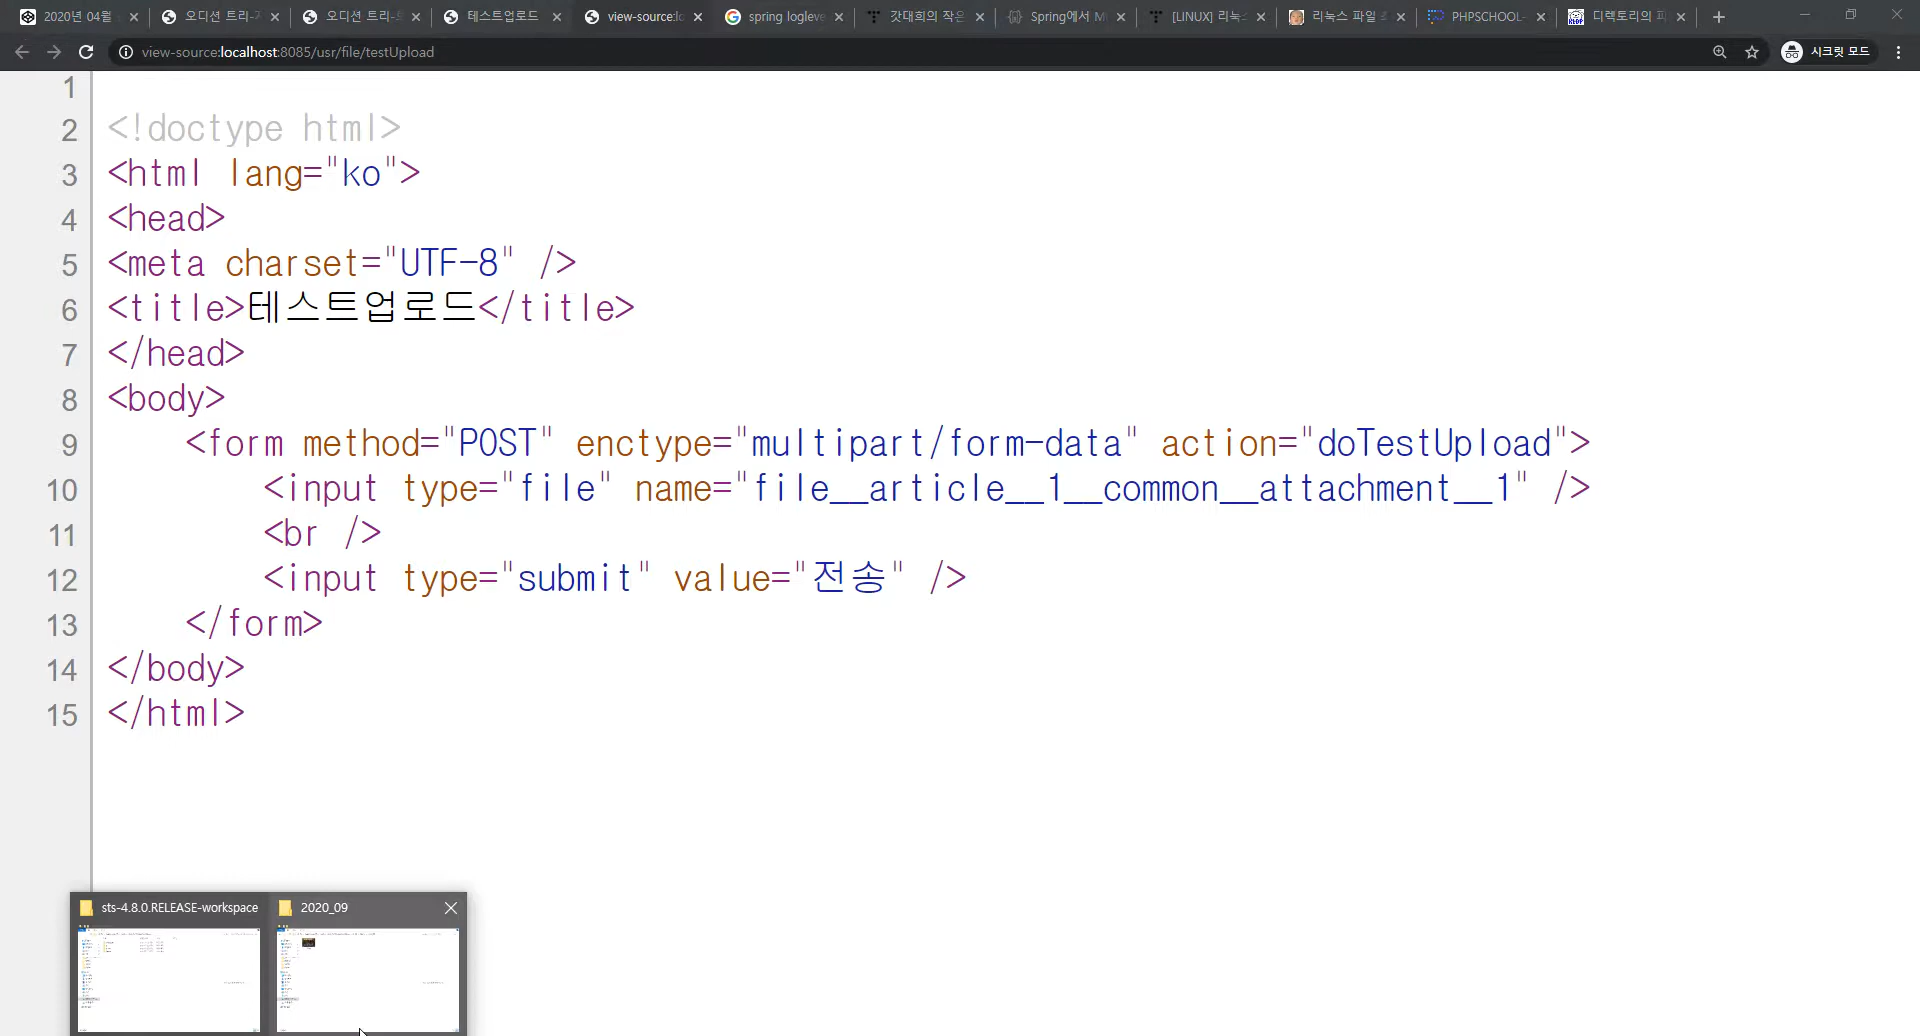 2020년 04월
오디션 트리-
오디션 트리-
테스트업로드
view-source:lo
spring logleve
갓대희의 작은
Spring에서 M
[LINUX] 리눅스
리눅스 파일
PHPSCHOOL-
디렉토리의 파
view-source:localhost:8085/usr/file/testUpload
시크릿 모드
1
2 <!doctype html>
3 <html lang="ko">
4 <head>
5 <meta charset="UTF-8" />
6 <title>테스트업로드</title>
7 </head>
8 <body>
9 <form method="POST" enctype="multipart/form-data" action="doTestUpload">
10 <input type="file" name="file__article__1__common__attachment__1" />
11 <br />
12 <input type="submit" value="전송" />
13 </form>
14 </body>
15 </html>
sts-4.8.0.RELEASE-workspace
2020_09